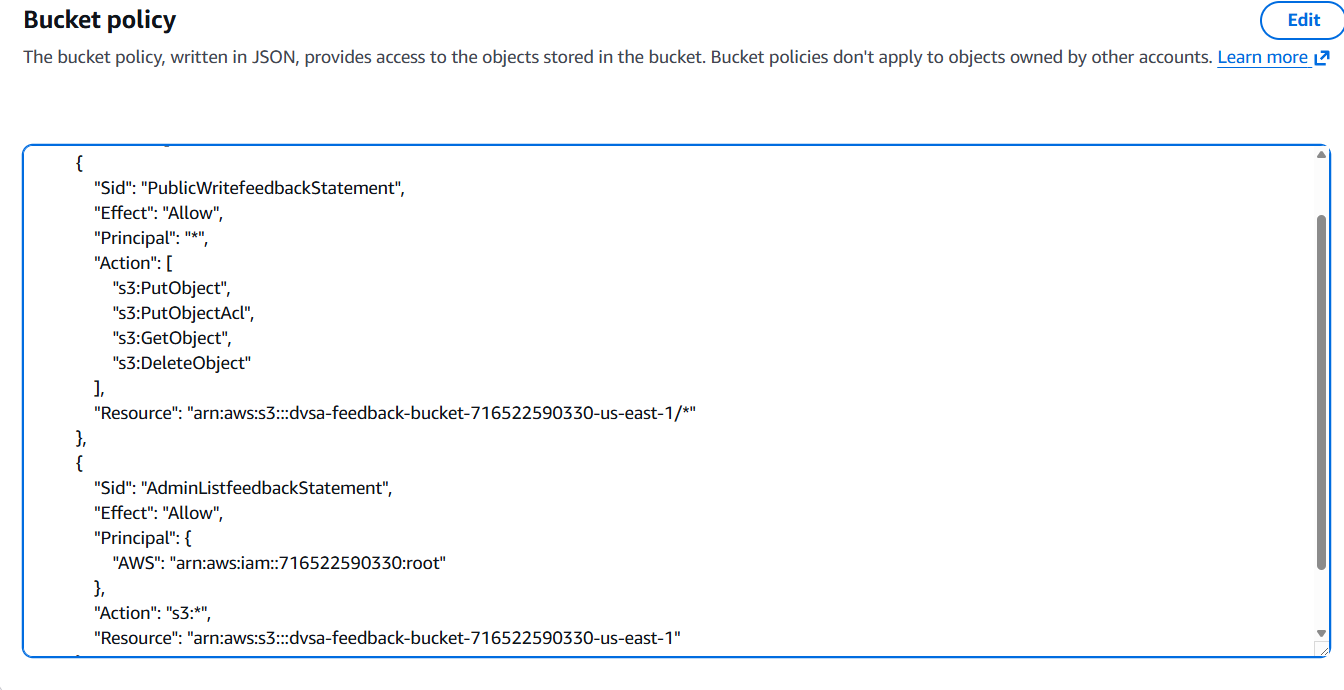 Bucket policy
Edit
The bucket policy, written in JSON, provides access to the objects stored in the bucket. Bucket policies don't apply to objects owned by other accounts. Learn more
{
"Sid": "PublicWritefeedbackStatement",
"Effect": "Allow",
"Principal": "*",
"Action": [
"s3:PutObject",
"s3:PutObjectAcl",
"s3:GetObject",
"s3:DeleteObject"
],
"Resource": "arn:aws:s3:::dvsa-feedback-bucket-716522590330-us-east-1/*"
},
{
"Sid": "AdminListfeedbackStatement",
"Effect": "Allow",
"Principal": {
"AWS": "arn:aws:iam::716522590330:root"
},
"Action": "s3:*",
"Resource": "arn:aws:s3:::dvsa-feedback-bucket-716522590330-us-east-1"